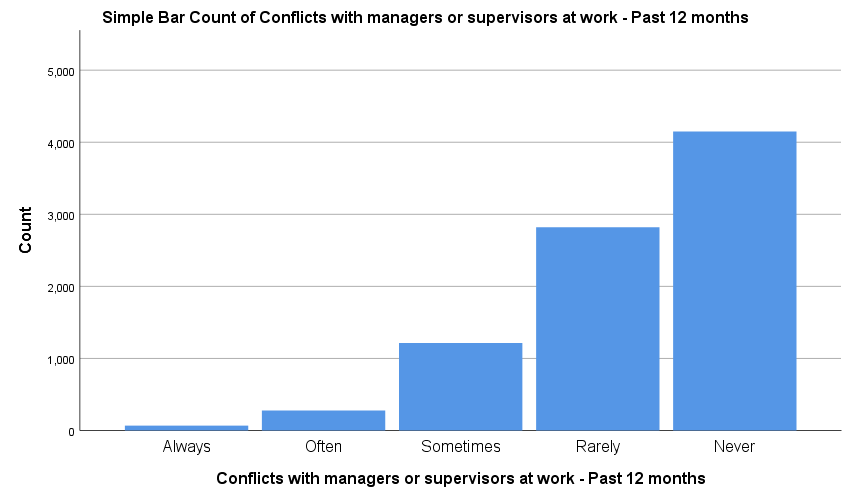 Simple Bar Count of Conflicts with managers or supervisors at work - Past 12 months
5,000
4,000
3,000
2,000
1,000
0
Count
Always Often Sometimes Rarely Never
Conflicts with managers or supervisors at work - Past 12 months